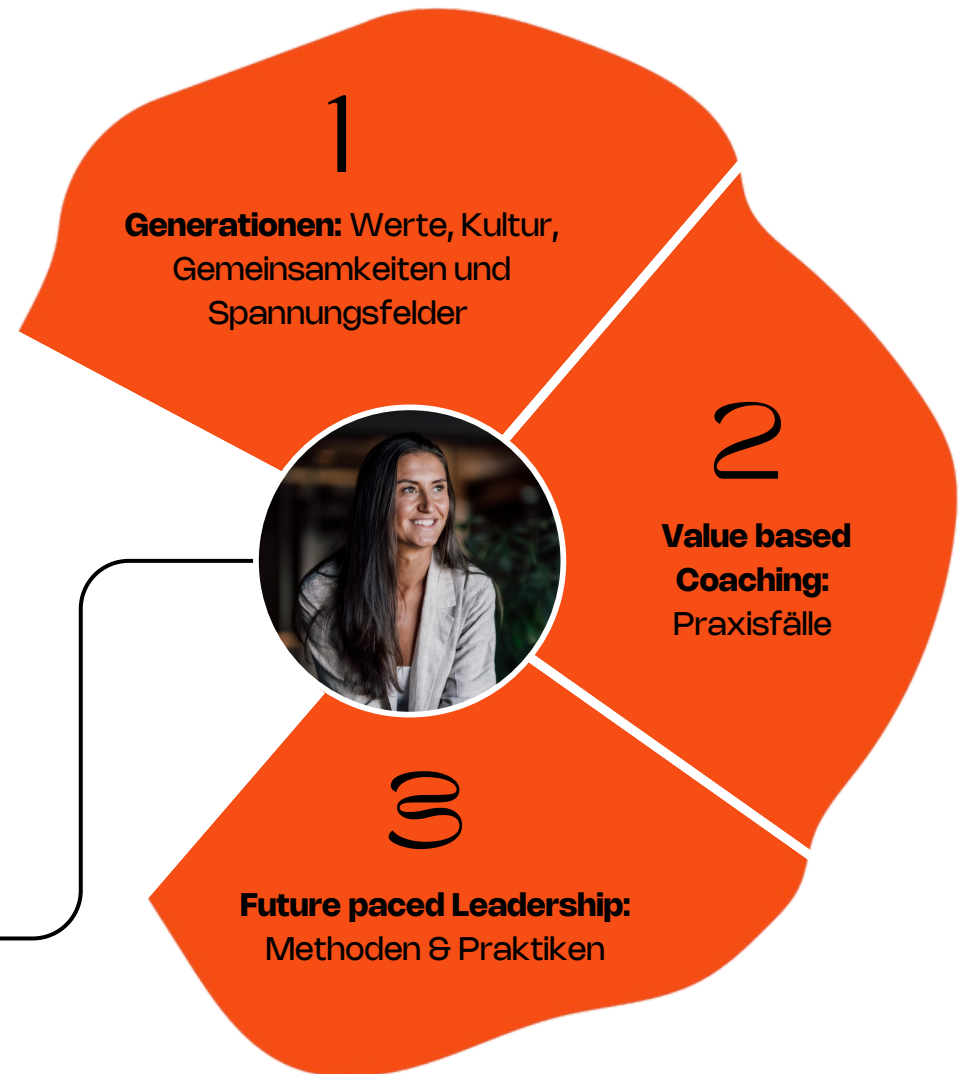 1
Generationen: Werte, Kultur,
Gemeinsamkeiten und
Spannungsfelder
2
Value based
Coaching:
Praxisfälle
3
Future paced Leadership:
Methoden & Praktiken